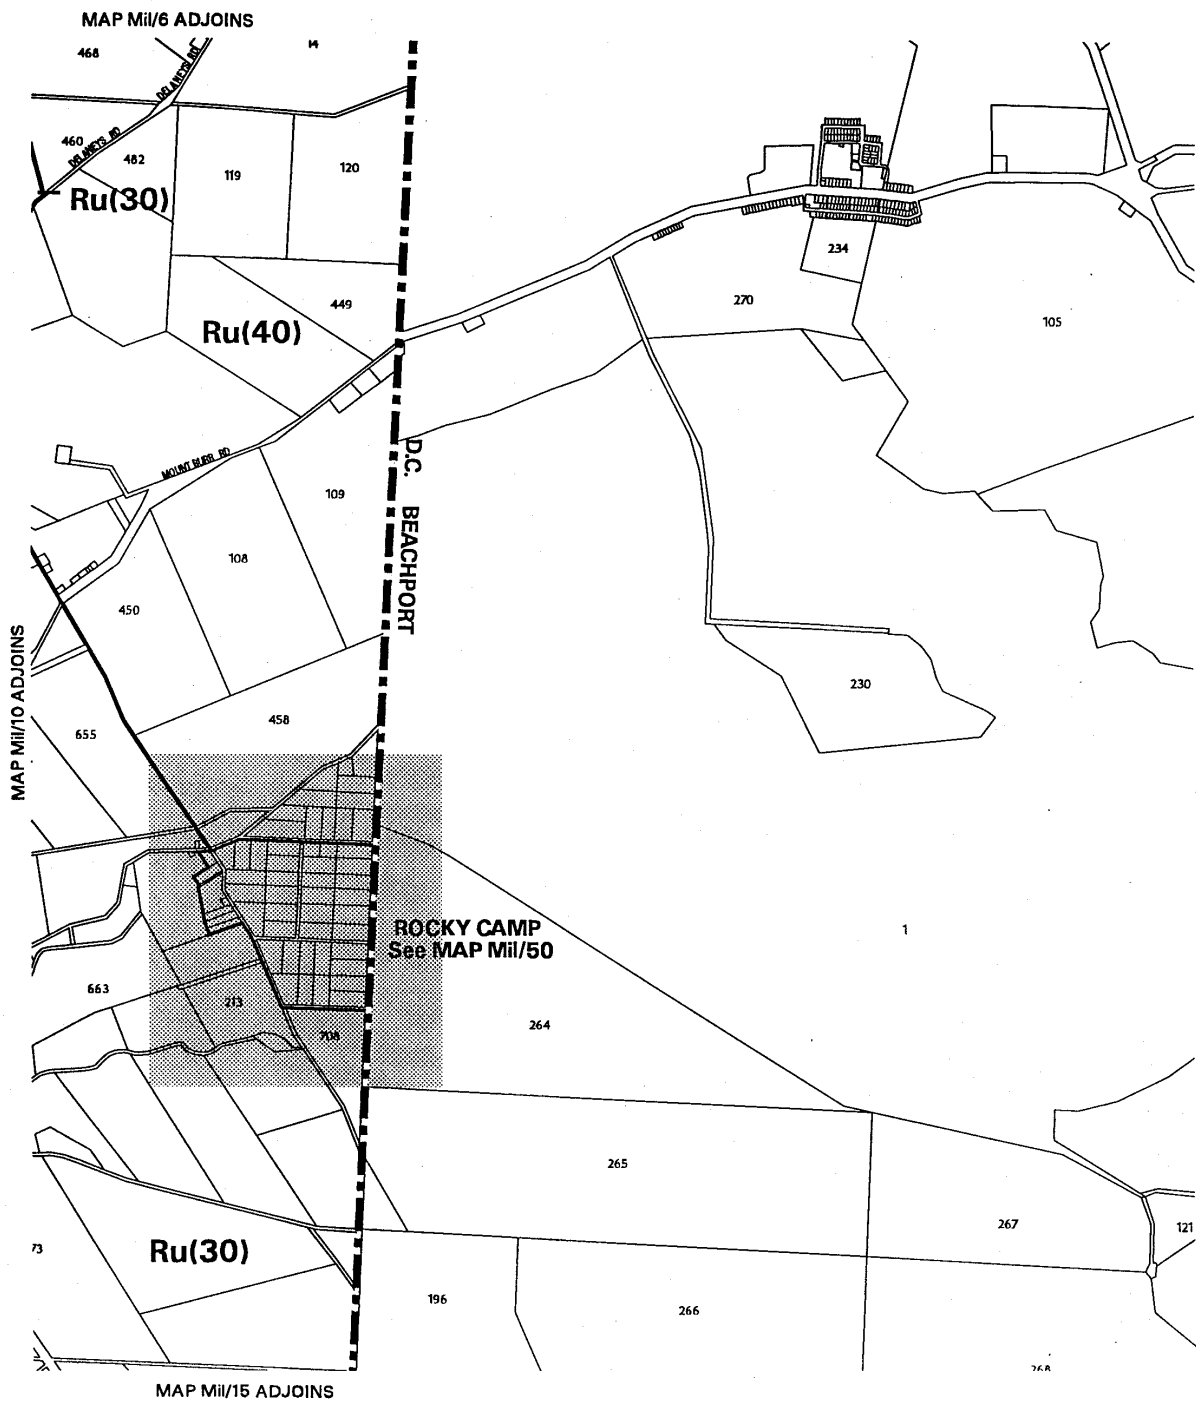 MAP Mil/6 ADJOINS
468
14
DELANEYS RD
460
DELANEYS RD
482
119
120
Ru(30)
234
449
270
105
Ru(40)
MOUNT BURR RD
D.C. BEACHPORT
109
108
450
MAP Mil/10 ADJOINS
230
458
655
ROCKY CAMP
See MAP Mil/50
1
663
213
264
708
265
267
121
73
Ru(30)
196
266
268
MAP Mil/15 ADJOINS